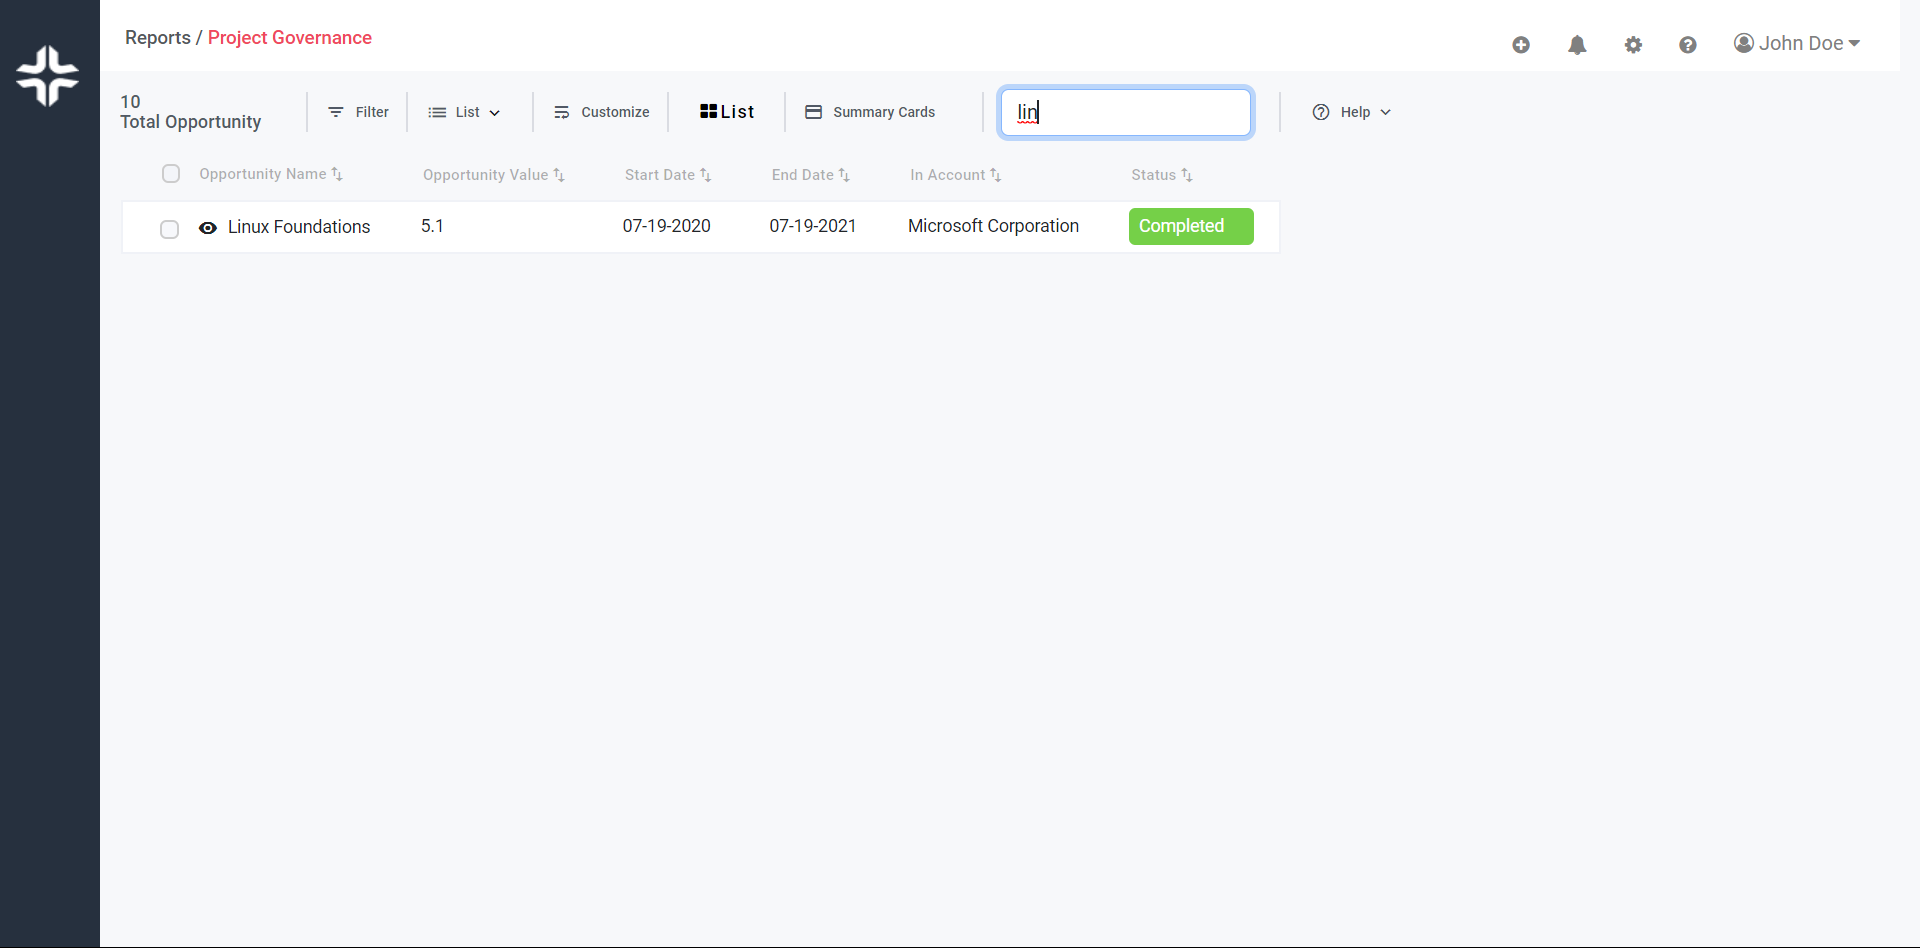 Reports / Project Governance
John Doe
10
Total Opportunity
Filter
List
Customize
List
Summary Cards
lin
Help
Opportunity Name
Opportunity Value
Start Date
End Date
In Account
Status
Linux Foundations
5.1
07-19-2020
07-19-2021
Microsoft Corporation
Completed